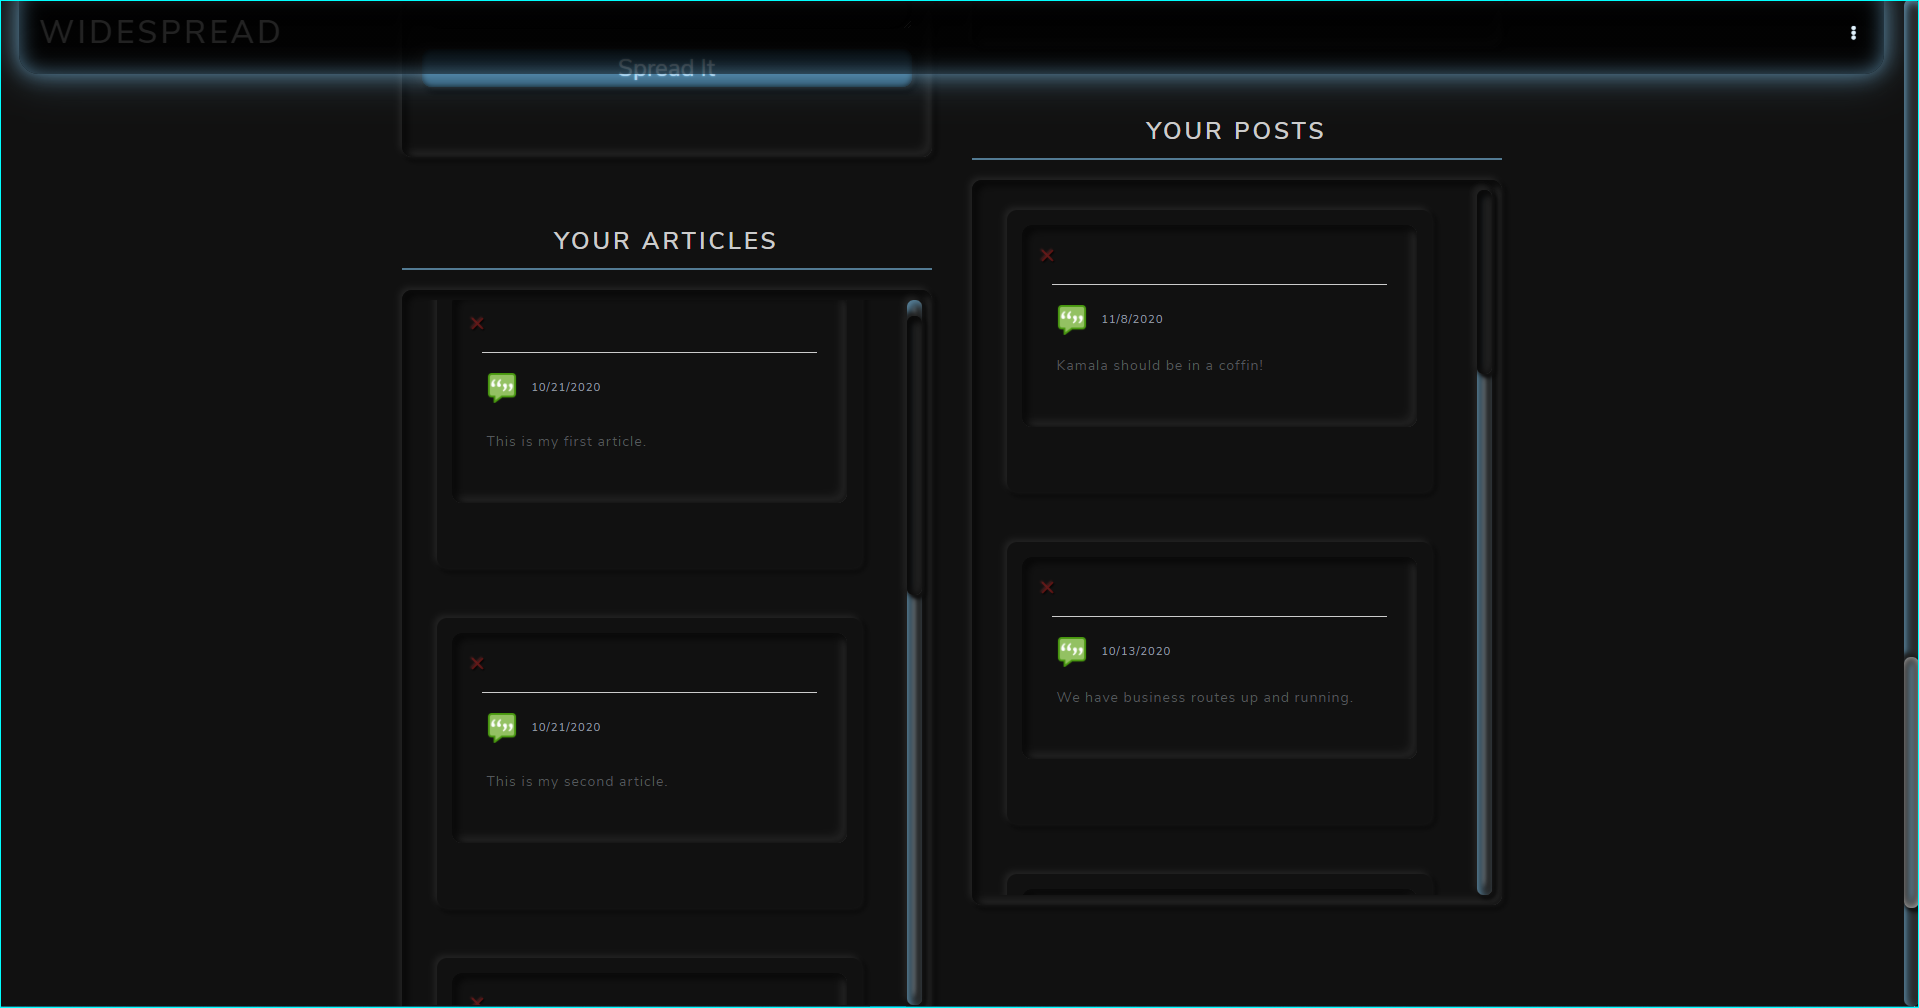 WIDESPREAD
Spread It
YOUR ARTICLES
10/21/2020
This is my first article.
10/21/2020
This is my second article.
YOUR POSTS
11/8/2020
Kamala should be in a coffin!
10/13/2020
We have business routes up and running.